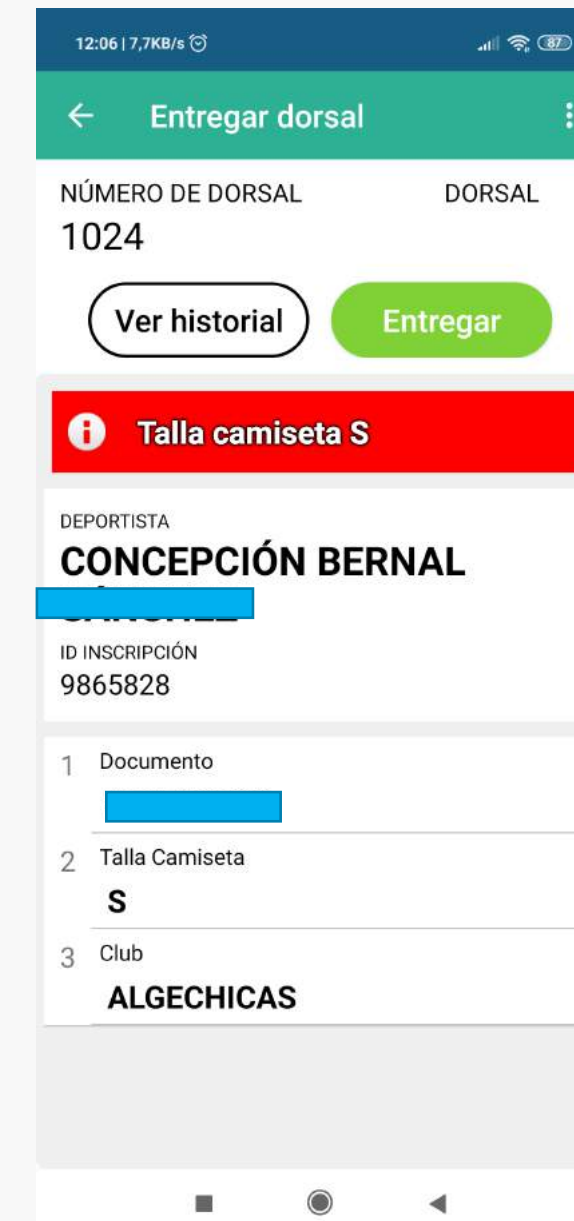 12:06 | 7,7KB/s
87
Entregar dorsal
NÚMERO DE DORSAL DORSAL
1024
Ver historial Entregar
Talla camiseta S
DEPORTISTA
CONCEPCIÓN BERNAL
ID INSCRIPCIÓN
9865828
1 Documento
2 Talla Camiseta
S
3 Club
ALGECHICAS